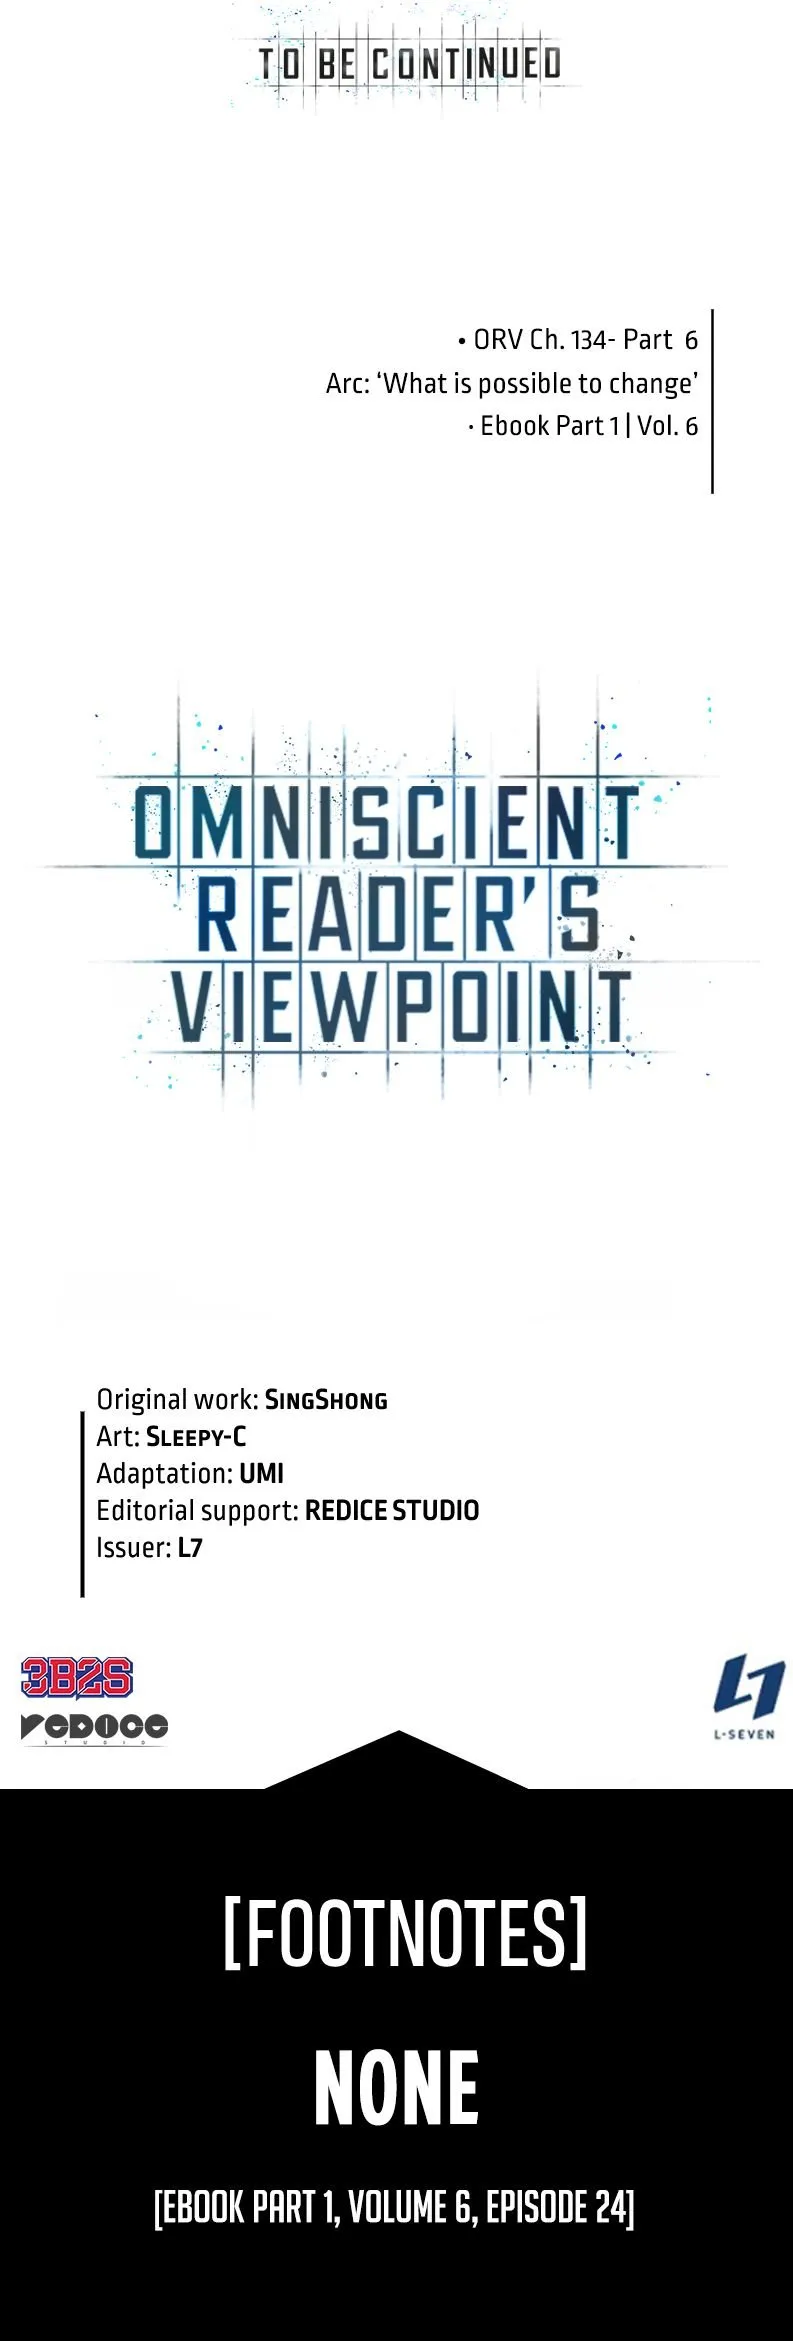 TO BE CONTINUED
• ORV Ch. 134- Part 6
Arc: ‘What is possible to change’
· Ebook Part 1 | Vol. 6
OMNISCIENT
READER’S
VIEWPOINT
Original work: SINGSHONG
Art: SLEEPY-C
Adaptation: UMI
Editorial support: REDICE STUDIO
Issuer: L7
3B2S
REDICE
STUDIO
L7
L·SEVEN
[FOOTNOTES]
NONE
[EBOOK PART 1, VOLUME 6, EPISODE 24]